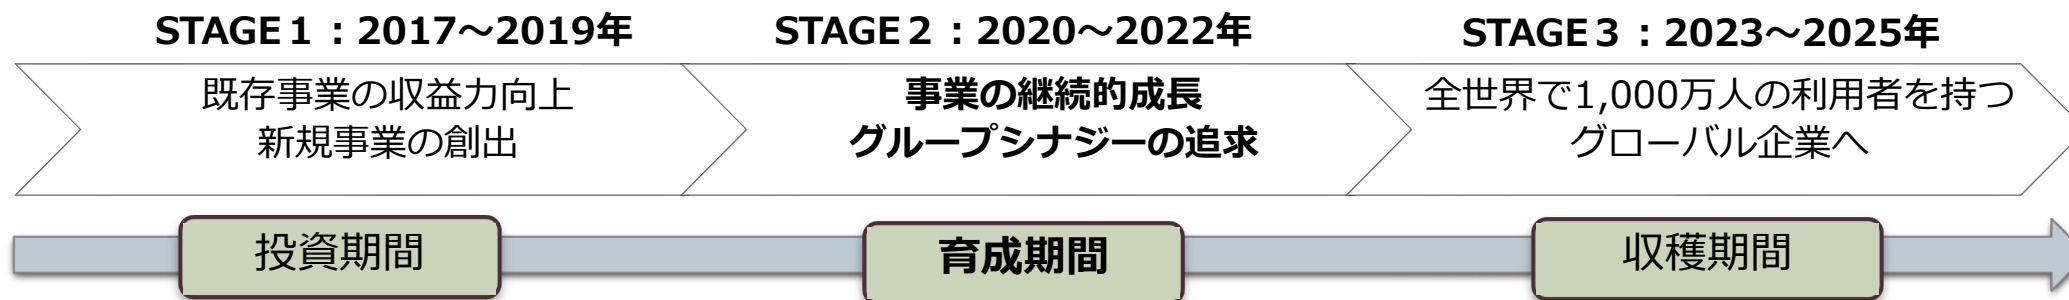 STAGE１：2017～2019年
既存事業の収益力向上
新規事業の創出
STAGE２：2020～2022年
事業の継続的成長
グループシナジーの追求
STAGE３：2023～2025年
全世界で1,000万人の利用者を持つ
グローバル企業へ
投資期間
育成期間
収穫期間